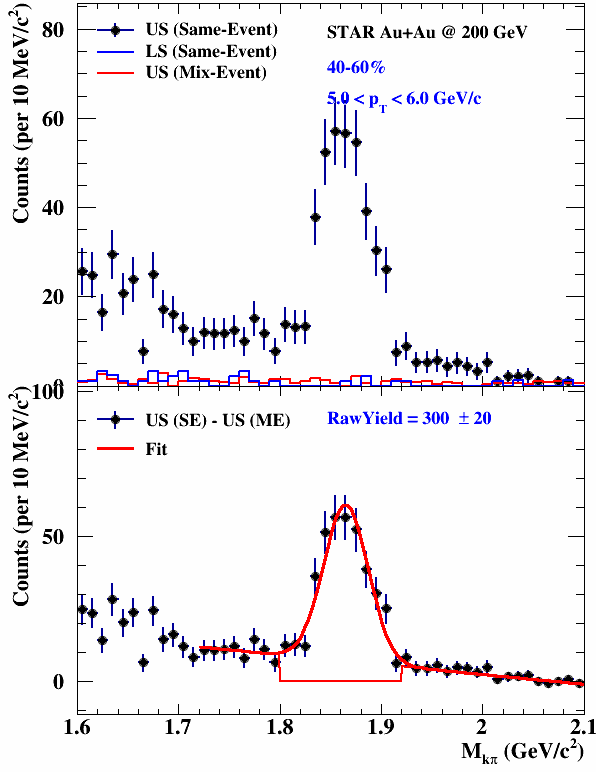 US (Same-Event)
LS (Same-Event)
US (Mix-Event)
STAR Au+Au @ 200 GeV
40-60%
5.0 < pT < 6.0 GeV/c
Counts (per 10 MeV/c²)
80
60
40
20
0
US (SE) - US (ME)
Fit
RawYield = 300 ± 20
Counts (per 10 MeV/c²)
100
50
0
1.6 1.7 1.8 1.9 2 2.1
Mkπ (GeV/c²)